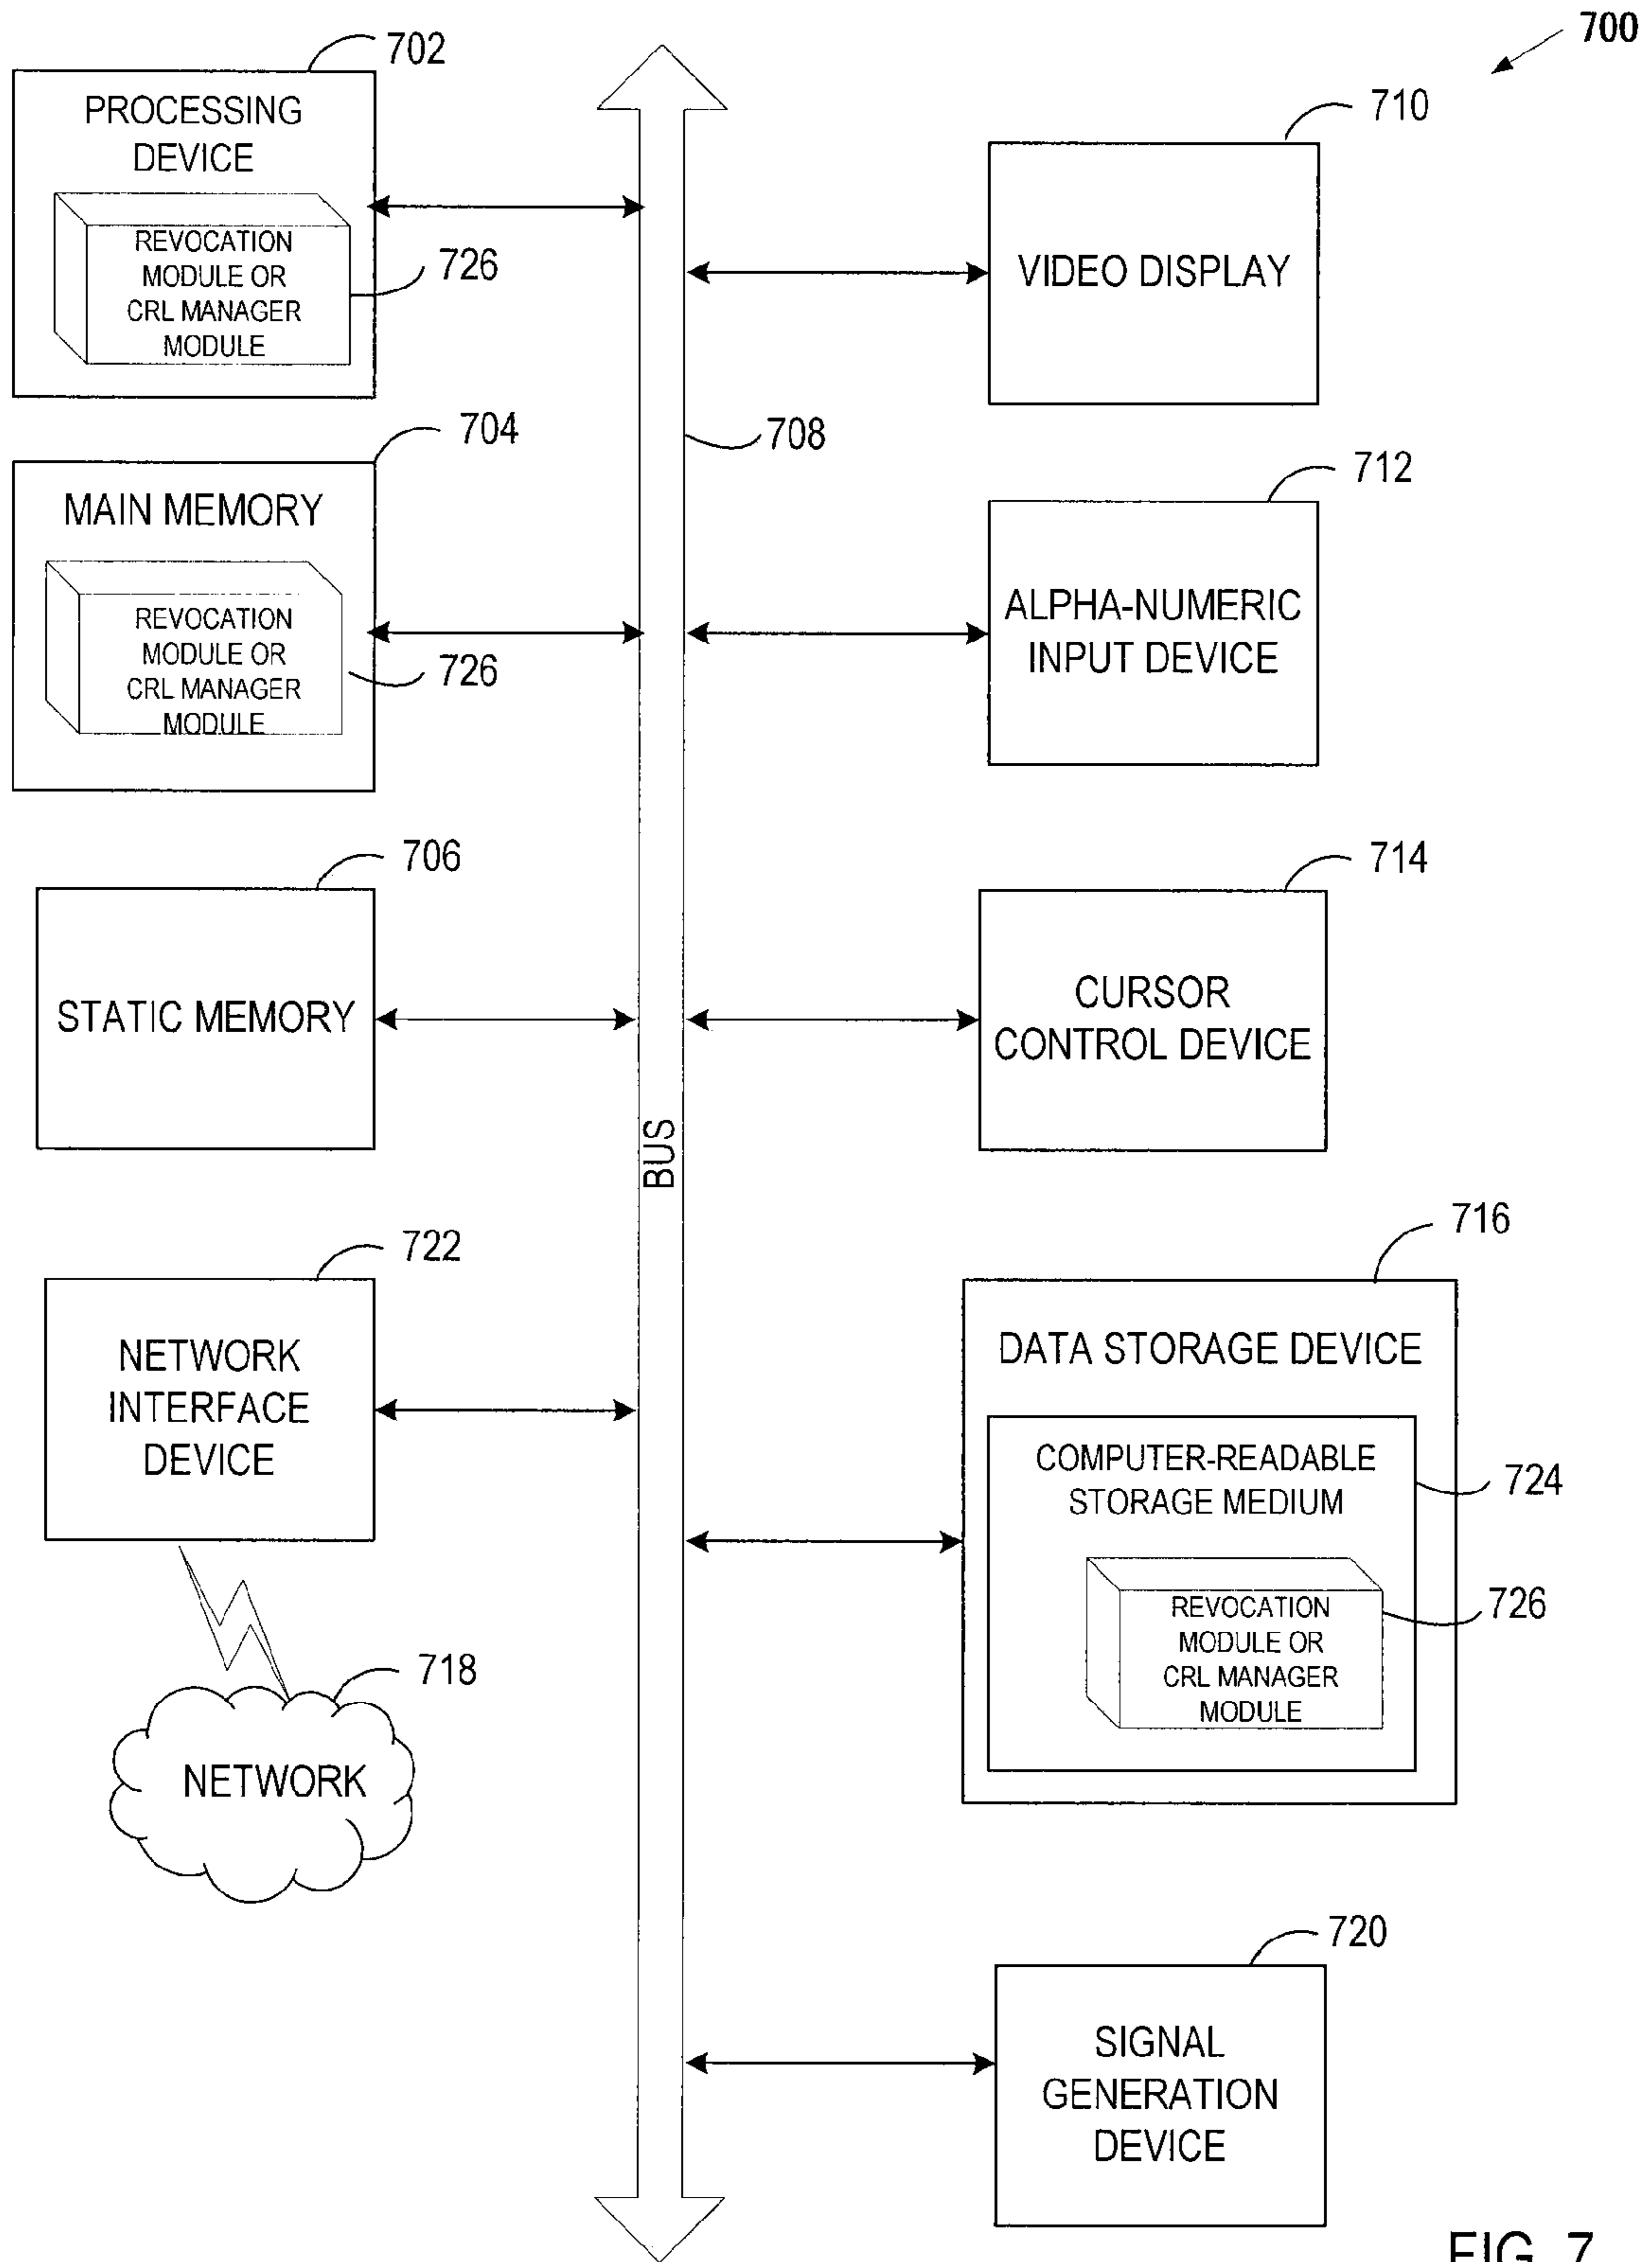 700
702
PROCESSING
DEVICE
REVOCATION
MODULE OR
CRL MANAGER
MODULE
726
704
MAIN MEMORY
REVOCATION
MODULE OR
CRL MANAGER
MODULE
726
706
STATIC MEMORY
722
NETWORK
INTERFACE
DEVICE
718
NETWORK
708
BUS
710
VIDEO DISPLAY
712
ALPHA-NUMERIC
INPUT DEVICE
714
CURSOR
CONTROL DEVICE
716
DATA STORAGE DEVICE
COMPUTER-READABLE
STORAGE MEDIUM
724
REVOCATION
MODULE OR
CRL MANAGER
MODULE
726
720
SIGNAL
GENERATION
DEVICE
FIG. 7